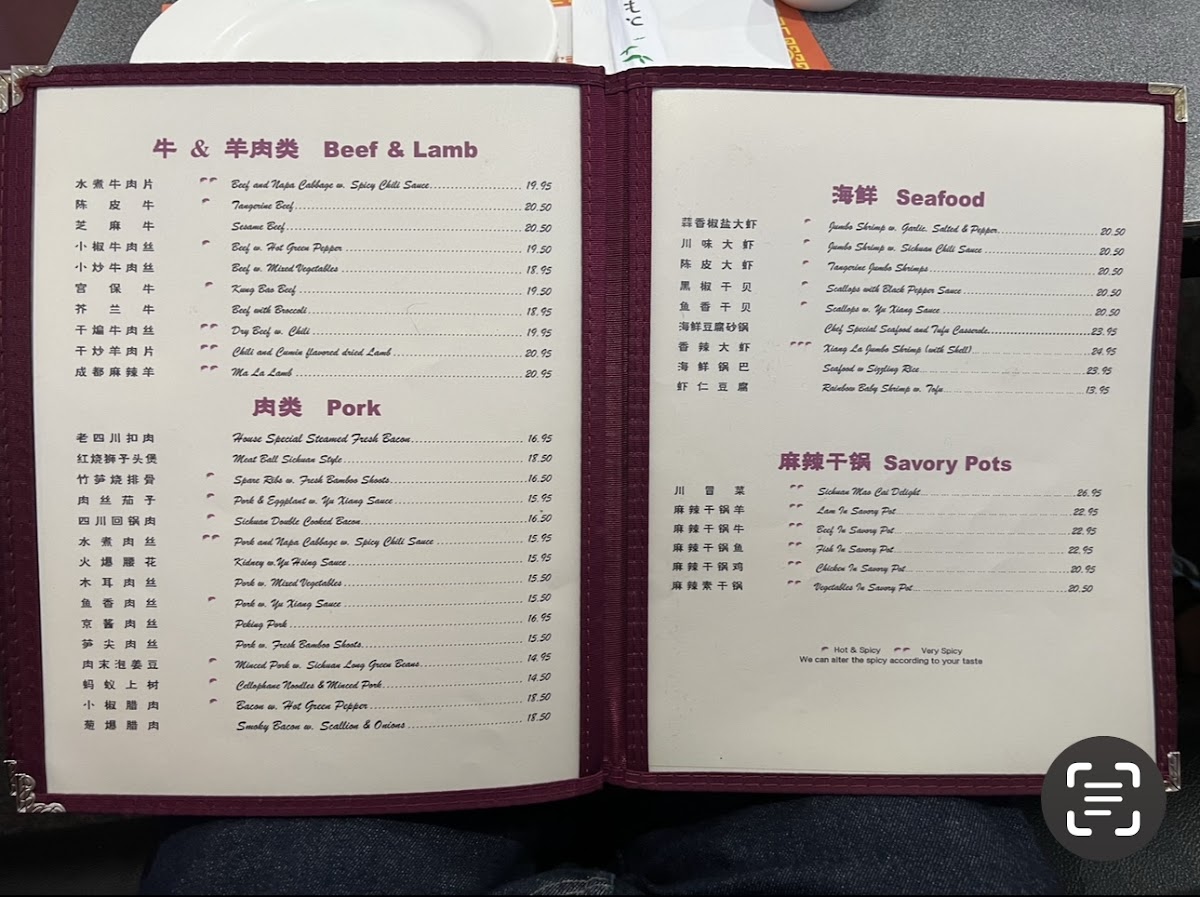 牛 & 羊肉类 Beef & Lamb
水煮牛肉片 Beef and Napa Cabbage w. Spicy Chili Sauce 19.95
陈皮牛 Tangerine Beef 20.50
芝麻牛 Sesame Beef 20.50
小椒牛肉丝 Beef w. Hot Green Pepper 19.50
小炒牛肉丝 Beef w. Mixed Vegetables 18.95
宫保牛 Kung Bao Beef 19.50
芥兰牛 Beef with Broccoli 18.95
干煸牛肉丝 Dry Beef w. Chili 19.95
干炒羊肉片 Chili and Cumin flavored dried Lamb 20.95
成都麻辣羊 Ma La Lamb 20.95
肉类 Pork
老四川扣肉 House Special Steamed Fresh Bacon 16.95
红烧狮子头煲 Meat Ball Sichuan Style 18.50
竹笋烧排骨 Spare Ribs w. Fresh Bamboo Shoots 16.50
肉丝茄子 Pork & Eggplant w. Yu Xiang Sauce 15.95
四川回锅肉 Sichuan Double Cooked Bacon 16.50
水煮肉丝 Pork and Napa Cabbage w. Spicy Chili Sauce 15.95
火爆腰花 Kidney w.Yu Hsing Sauce 15.95
木耳肉丝 Pork w. Mixed Vegetables 15.50
鱼香肉丝 Pork w. Yu Xiang Sauce 15.50
京酱肉丝 Peking Pork 16.95
笋尖肉丝 Pork w. Fresh Bamboo Shoots 15.50
肉末泡姜豆 Minced Pork w. Sichuan Long Green Beans 14.95
蚂蚁上树 Cellophane Noodles & Minced Pork 14.50
小椒腊肉 Bacon w. Hot Green Pepper 18.50
葱爆腊肉 Smoky Bacon w. Scallion & Onions 18.50
海鲜 Seafood
蒜香椒盐大虾 Jumbo Shrimp w. Garlic, Salted & Pepper 20.50
川味大虾 Jumbo Shrimp w. Sichuan Chili Sauce 20.50
陈皮大虾 Tangerine Jumbo Shrimps 20.50
黑椒干贝 Scallops with Black Pepper Sauce 20.50
鱼香干贝 Scallops w. Yu Xiang Sauce 20.50
海鲜豆腐砂锅 Chef Special Seafood and Tufu Casserole 23.95
香辣大虾 Xiang La Jumbo Shrimp (with Shell) 24.95
海鲜锅巴 Seafood w Sizzling Rice 23.95
虾仁豆腐 Rainbow Baby Shrimp w. Tofu 13.95
麻辣干锅 Savory Pots
川冒菜 Sichuan Mao Cai Delight 26.95
麻辣干锅羊 Lam In Savory Pot 22.95
麻辣干锅牛 Beef In Savory Pot 22.95
麻辣干锅鱼 Fish In Savory Pot 22.95
麻辣干锅鸡 Chicken In Savory Pot 20.95
麻辣素干锅 Vegetables In Savory Pot 20.50
Hot & Spicy Very Spicy
We can alter the spicy according to your taste